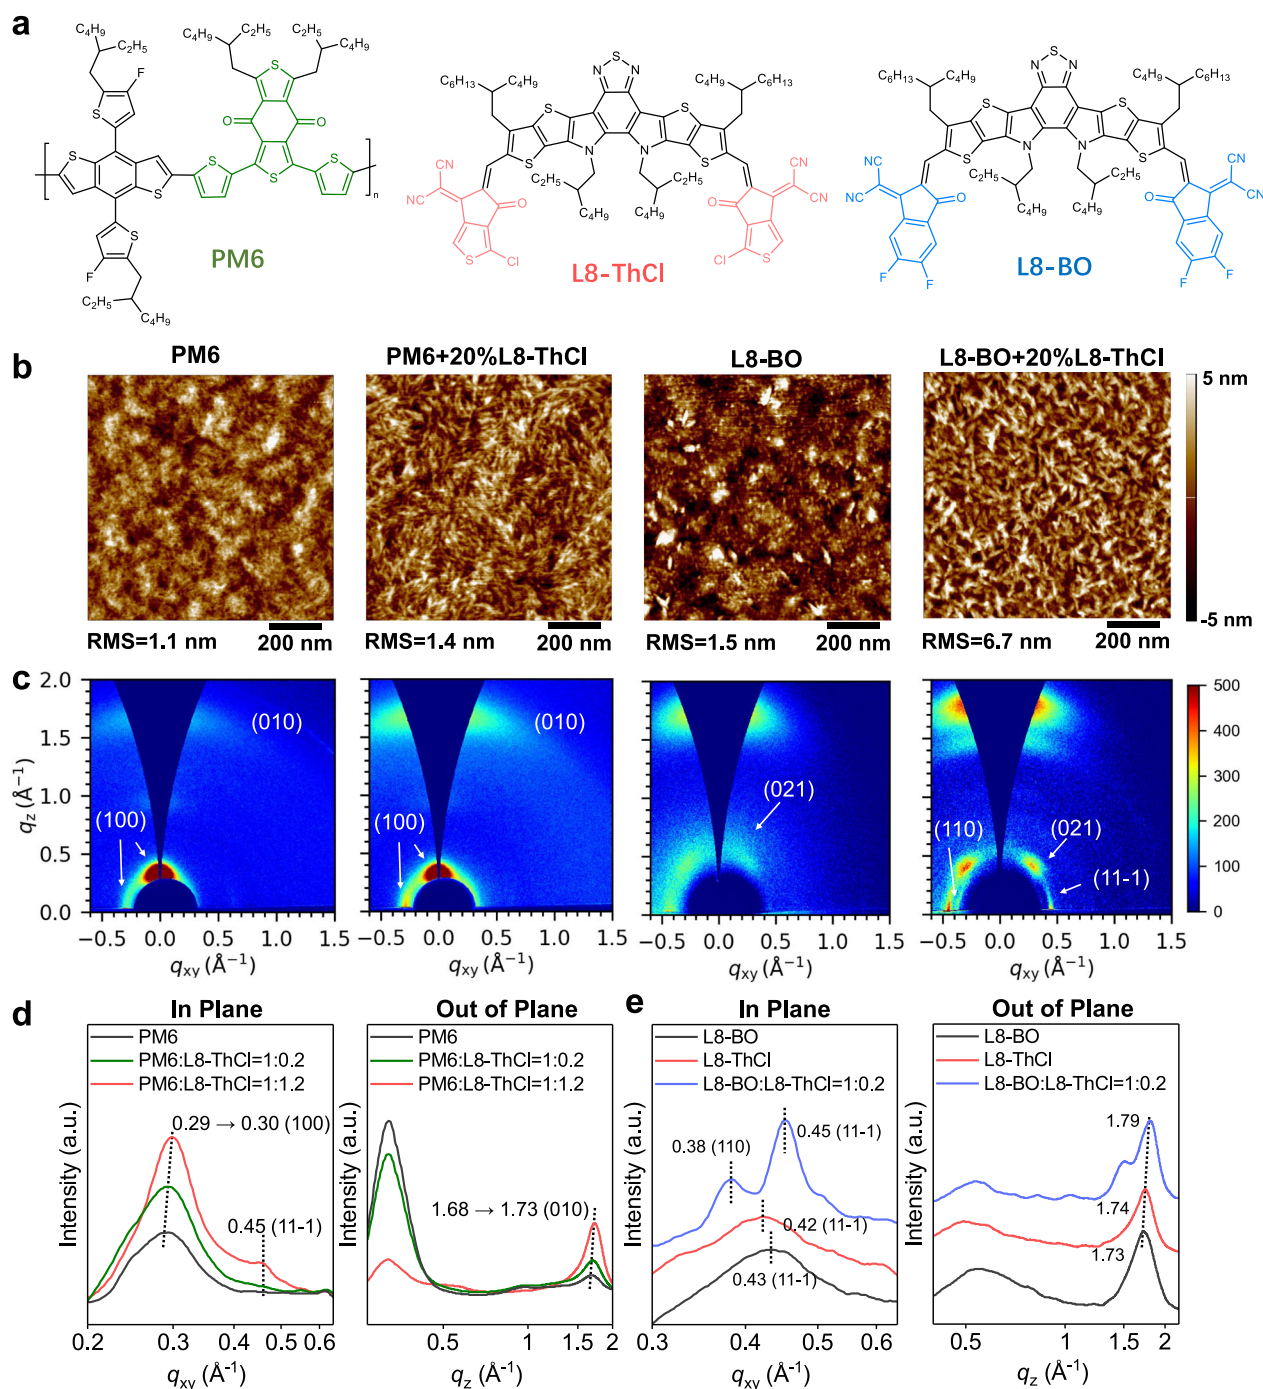 a
C₄H₉
C₂H₅
F
S
C₄H₉
C₂H₅
C₂H₅
C₄H₉
S
O
O
S
S
S
S
S
n
S
F
C₂H₅
C₄H₉
PM6
C₆H₁₃
C₄H₉
N
S
N
C₄H₉
C₆H₁₃
S
S
S
S
N
N
CN
NC
O
C₂H₅
C₄H₉
C₂H₅
C₄H₉
O
CN
CN
S
Cl
Cl
S
L8-ThCl
C₆H₁₃
C₄H₉
N
S
N
C₄H₉
C₆H₁₃
S
S
S
S
N
N
NC
NC
O
C₂H₅
C₄H₉
C₂H₅
C₄H₉
O
CN
CN
F
F
F
F
L8-BO
b
PM6
PM6+20%L8-ThCl
L8-BO
L8-BO+20%L8-ThCl
5 nm
-5 nm
RMS=1.1 nm
200 nm
RMS=1.4 nm
200 nm
RMS=1.5 nm
200 nm
RMS=6.7 nm
200 nm
c
2.0
1.5
1.0
0.5
0.0
qz (Å⁻¹)
(010)
(100)
(010)
(100)
(021)
(110)
(021)
(11-1)
500
400
300
200
100
0
−0.5 0.0 0.5 1.0 1.5
−0.5 0.0 0.5 1.0 1.5
−0.5 0.0 0.5 1.0 1.5
−0.5 0.0 0.5 1.0 1.5
qxy (Å⁻¹)
qxy (Å⁻¹)
qxy (Å⁻¹)
qxy (Å⁻¹)
d
In Plane
PM6
PM6:L8-ThCl=1:0.2
PM6:L8-ThCl=1:1.2
0.29 → 0.30 (100)
0.45 (11-1)
Intensity (a.u.)
0.2 0.3 0.4 0.5 0.6
qxy (Å⁻¹)
Out of Plane
PM6
PM6:L8-ThCl=1:0.2
PM6:L8-ThCl=1:1.2
1.68 → 1.73 (010)
Intensity (a.u.)
0.5 1 1.5 2
qz (Å⁻¹)
e
In Plane
L8-BO
L8-ThCl
L8-BO:L8-ThCl=1:0.2
0.38 (110)
0.45 (11-1)
0.42 (11-1)
0.43 (11-1)
Intensity (a.u.)
0.3 0.4 0.5 0.6
qxy (Å⁻¹)
Out of Plane
L8-BO
L8-ThCl
L8-BO:L8-ThCl=1:0.2
1.79
1.74
1.73
Intensity (a.u.)
0.5 1 1.5 2
qz (Å⁻¹)